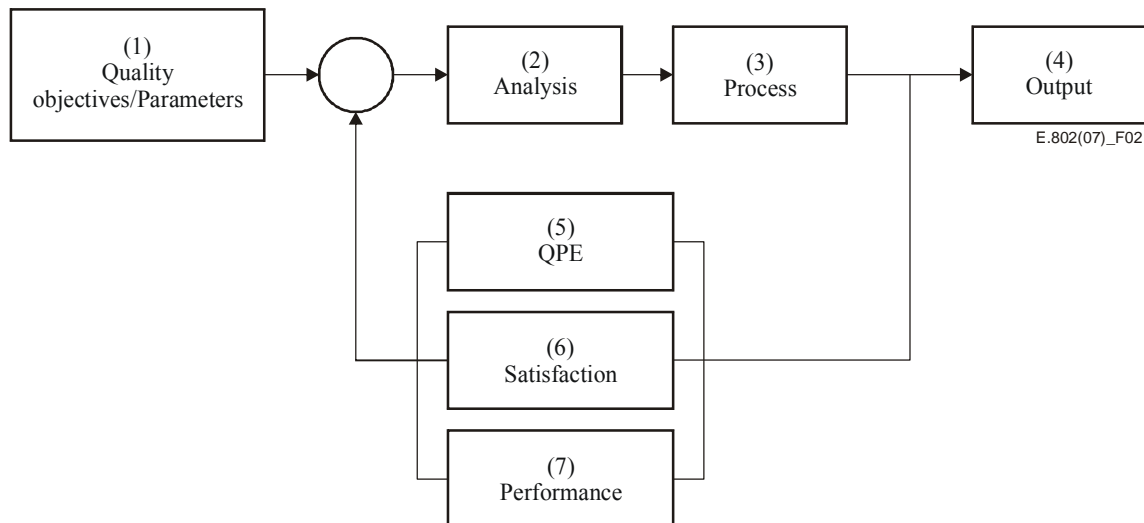 (1)
Quality
objectives/Parameters
(2)
Analysis
(3)
Process
(4)
Output
E.802(07)_F02
(5)
QPE
(6)
Satisfaction
(7)
Performance